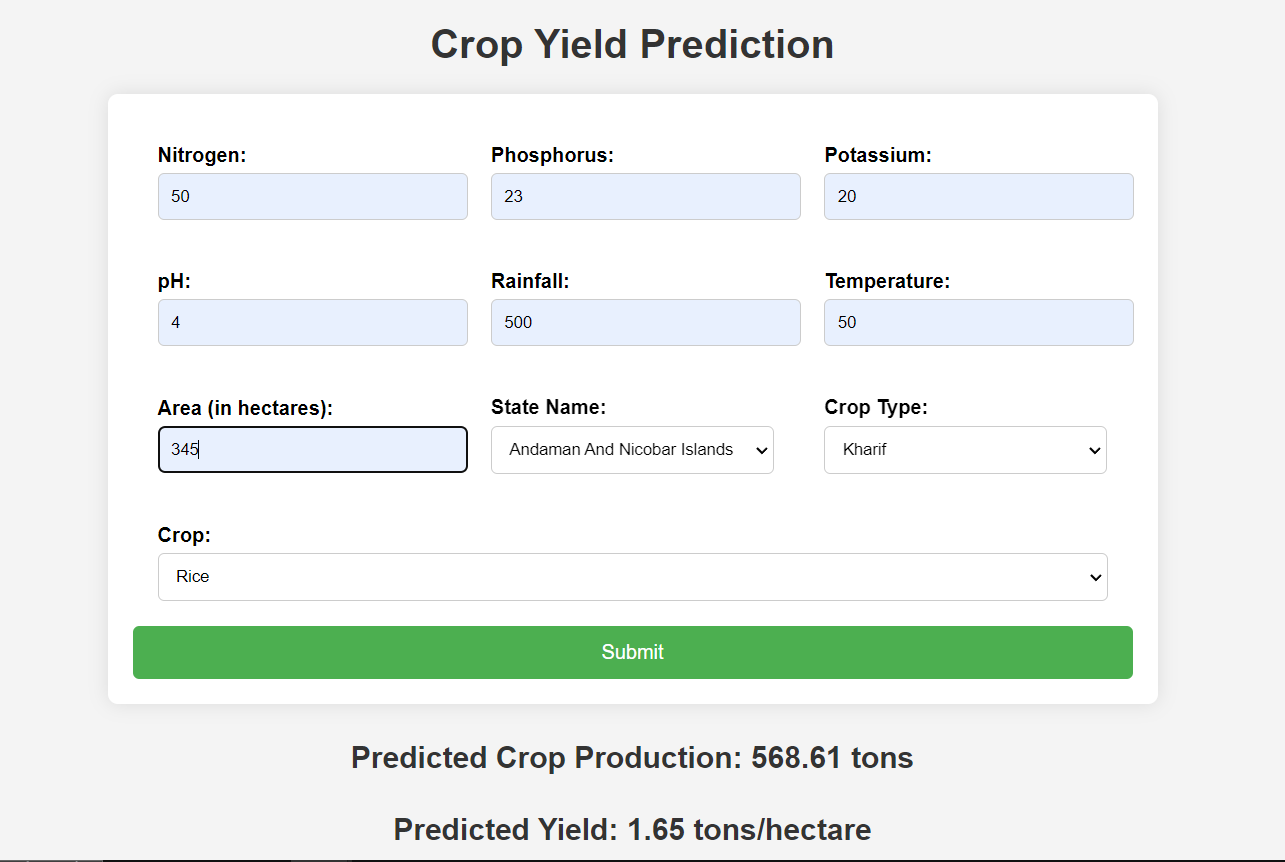 Crop Yield Prediction
Nitrogen: Phosphorus: Potassium:
50 23 20
pH: Rainfall: Temperature:
4 500 50
Area (in hectares): State Name: Crop Type:
345 Andaman And Nicobar Islands Kharif
Crop:
Rice
Submit
Predicted Crop Production: 568.61 tons
Predicted Yield: 1.65 tons/hectare